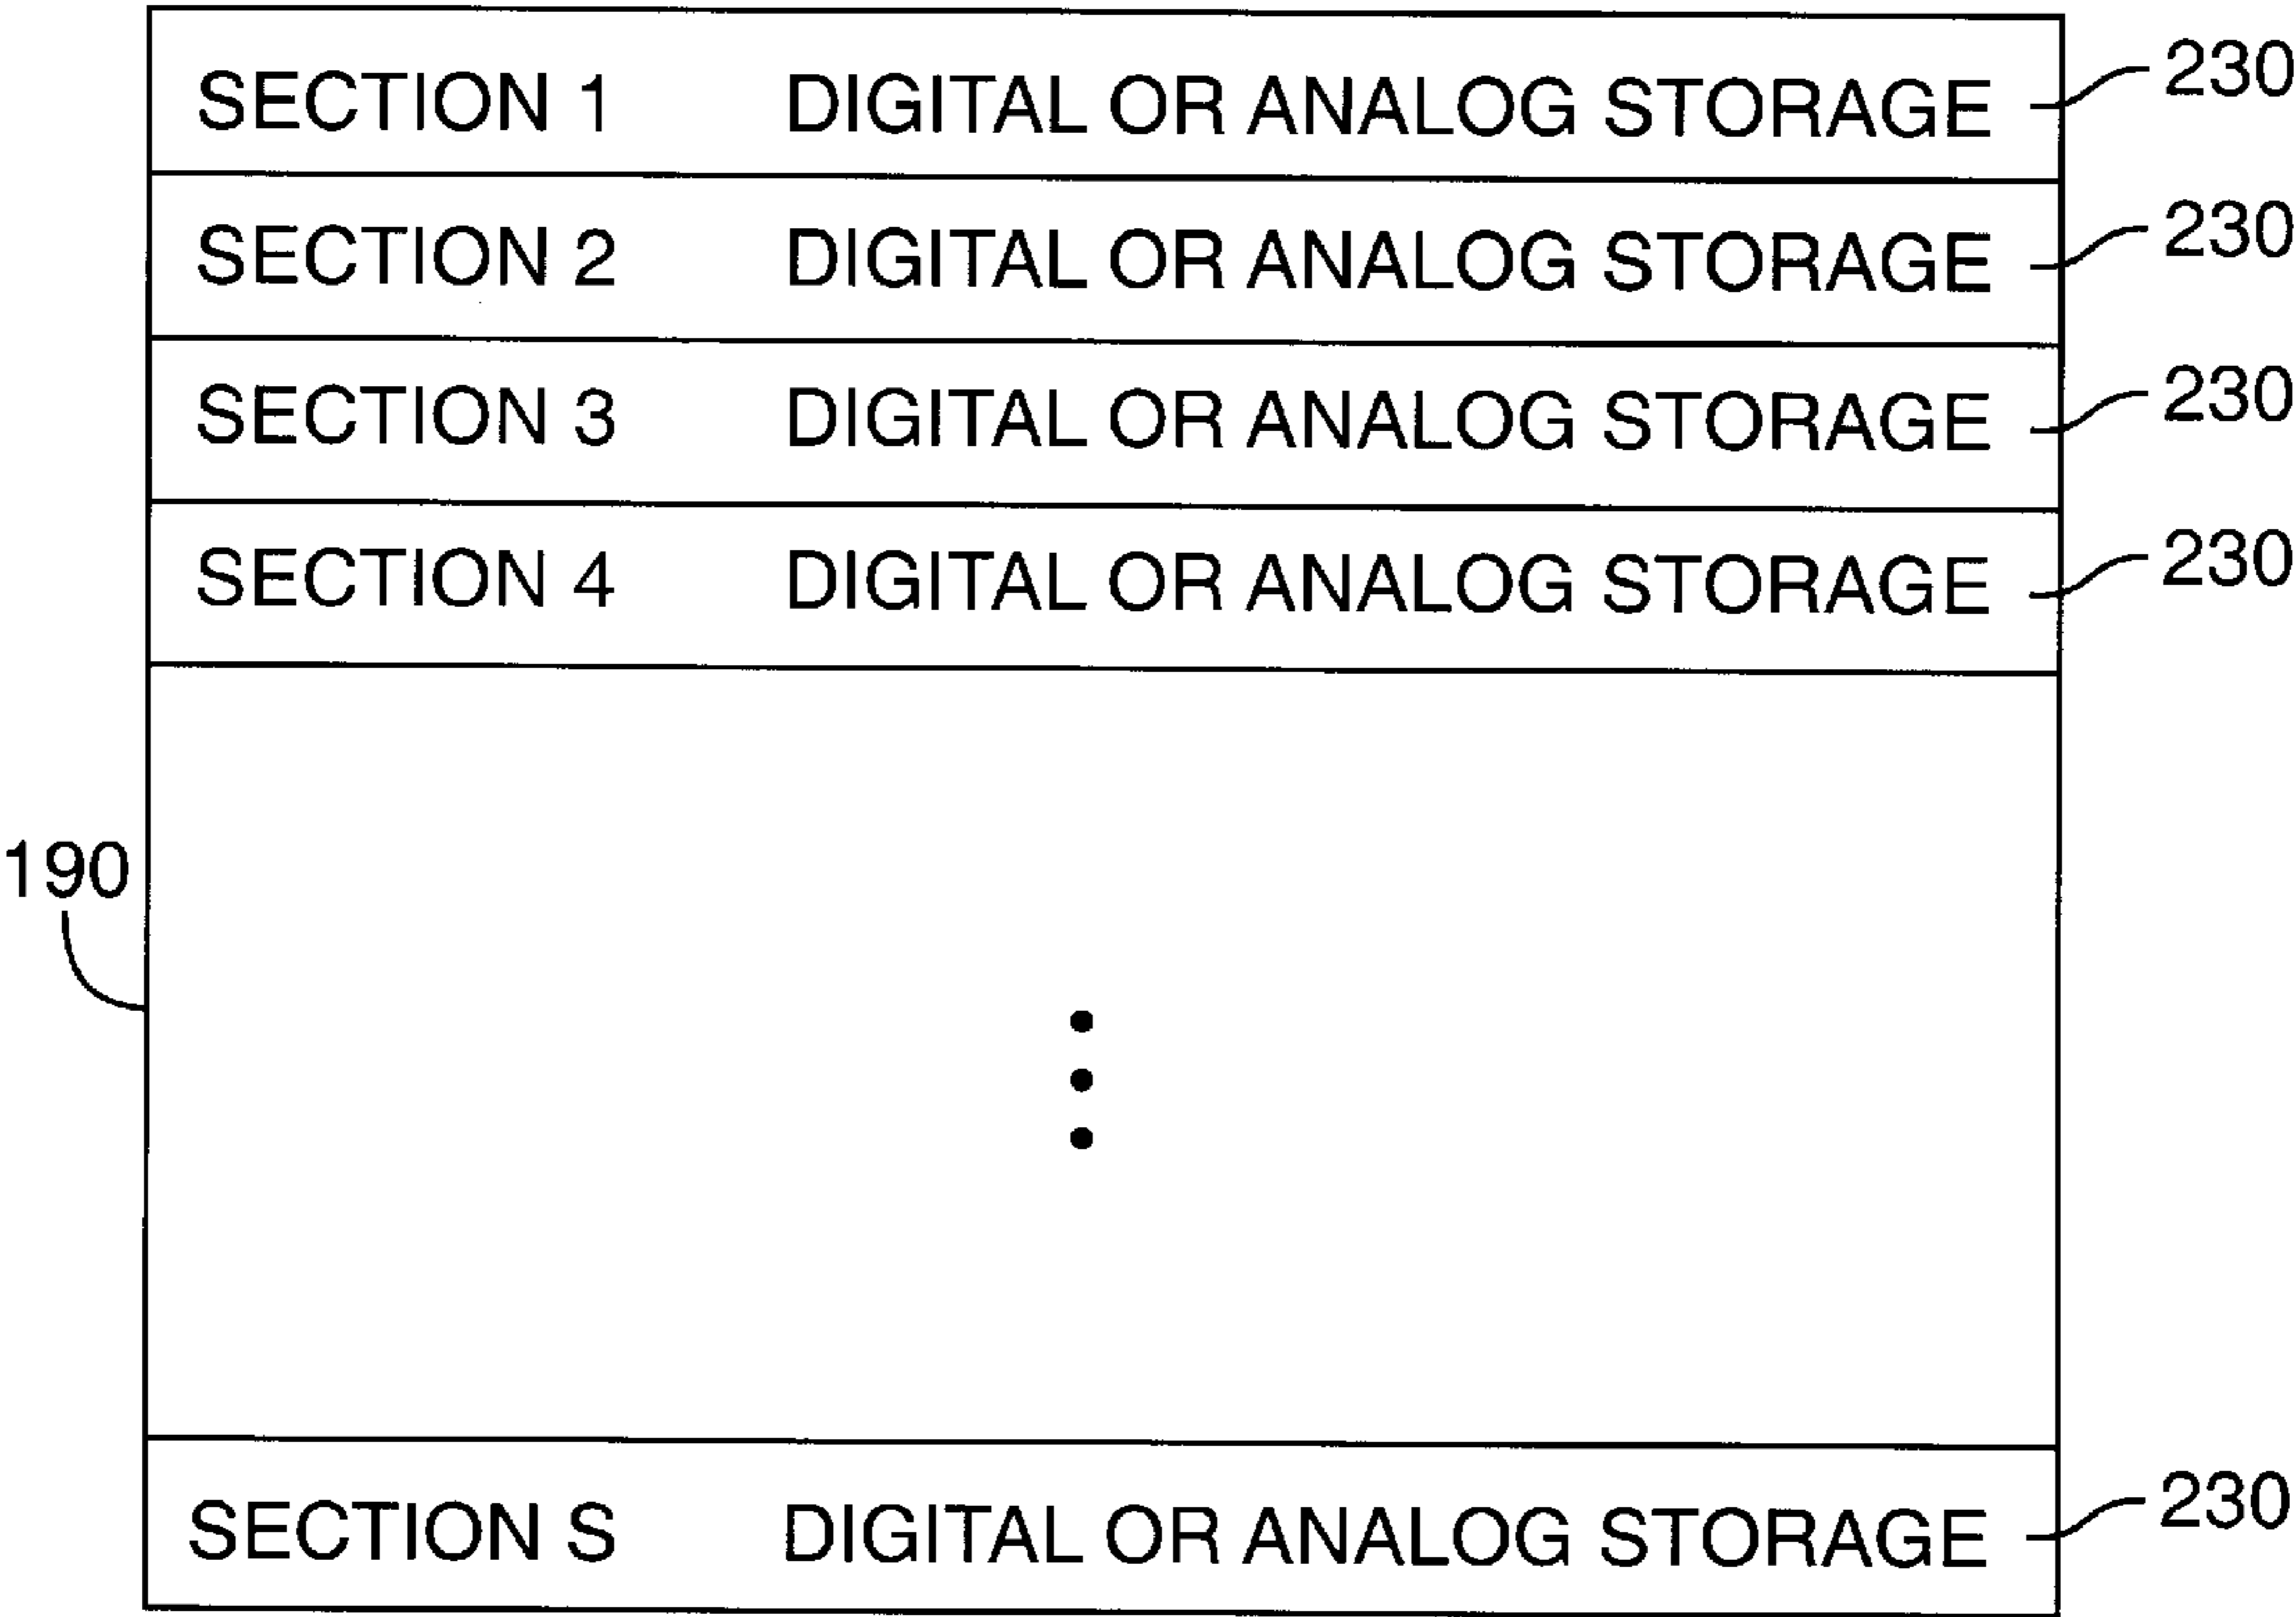 SECTION 1 DIGITAL OR ANALOG STORAGE 230
SECTION 2 DIGITAL OR ANALOG STORAGE 230
SECTION 3 DIGITAL OR ANALOG STORAGE 230
SECTION 4 DIGITAL OR ANALOG STORAGE 230
190
SECTION S DIGITAL OR ANALOG STORAGE 230